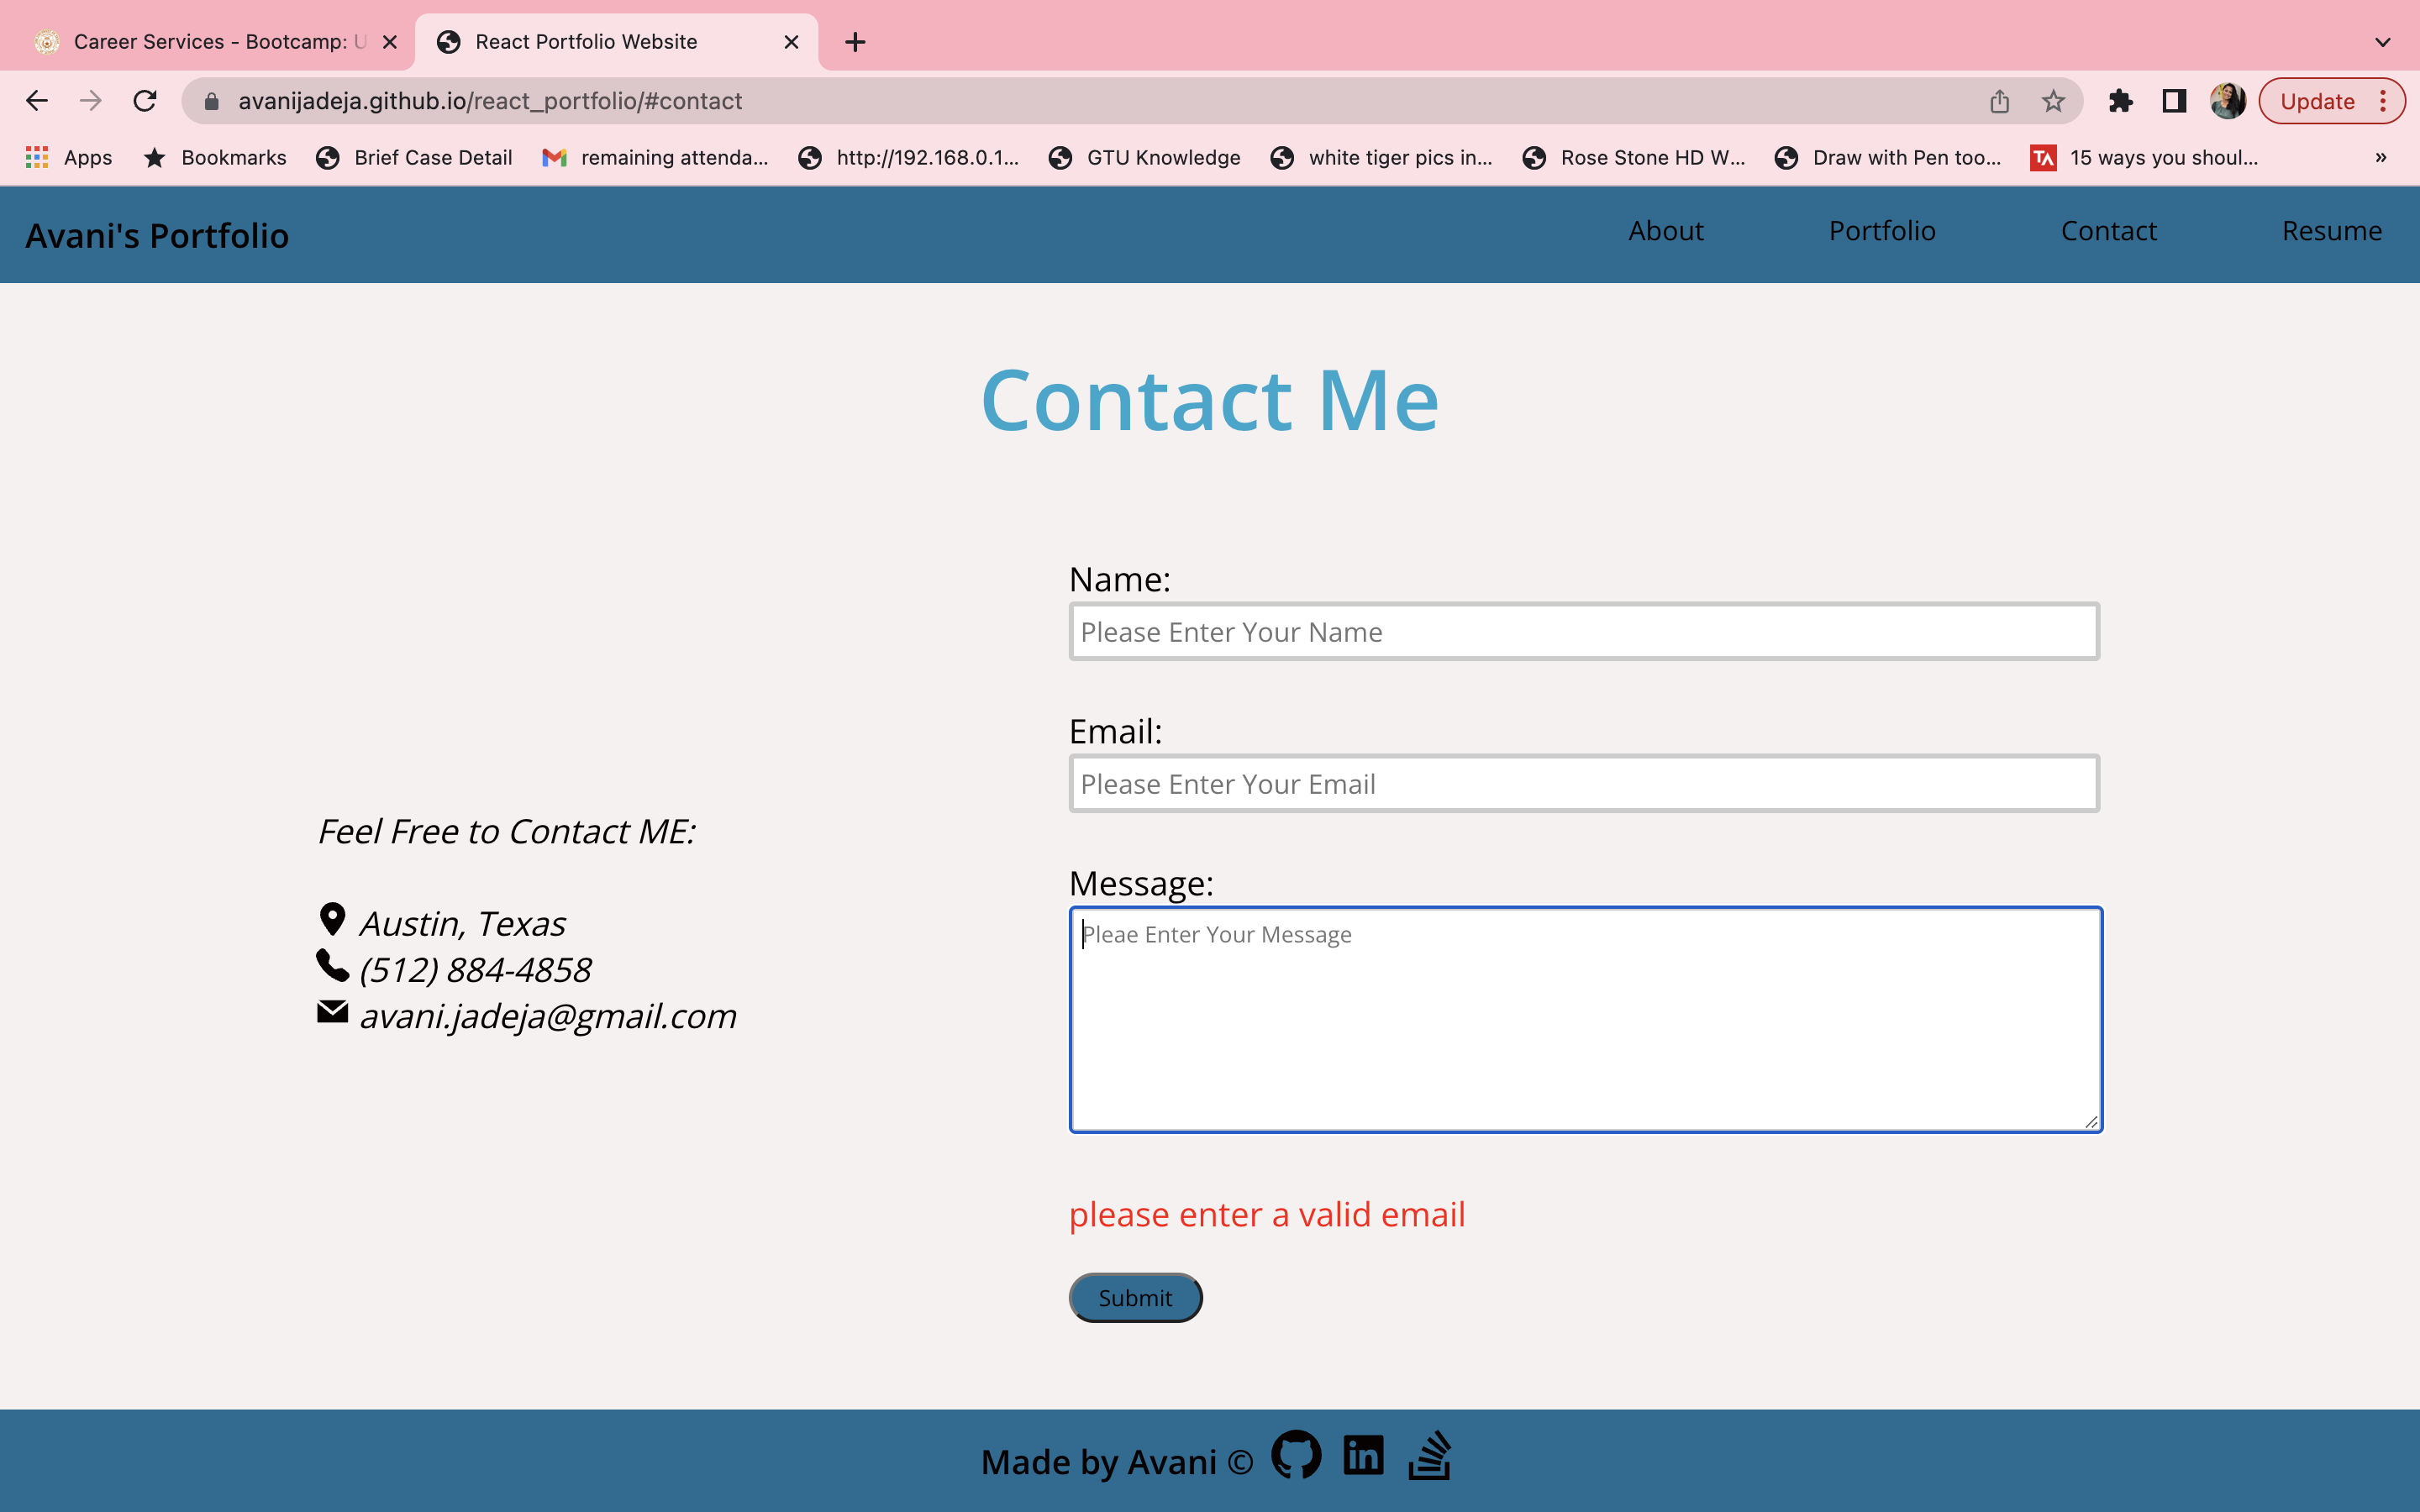 Career Services - Bootcamp: U
React Portfolio Website
avanijadeja.github.io/react_portfolio/#contact
Update
Apps
Bookmarks
Brief Case Detail
remaining attenda...
http://192.168.0.1...
GTU Knowledge
white tiger pics in...
Rose Stone HD W...
Draw with Pen too...
TA
15 ways you shoul...
»
Avani's Portfolio
About
Portfolio
Contact
Resume
Contact Me
Feel Free to Contact ME:
Austin, Texas
(512) 884-4858
avani.jadeja@gmail.com
Name:
Please Enter Your Name
Email:
Please Enter Your Email
Message:
Pleae Enter Your Message
please enter a valid email
Submit
Made by Avani ©
in